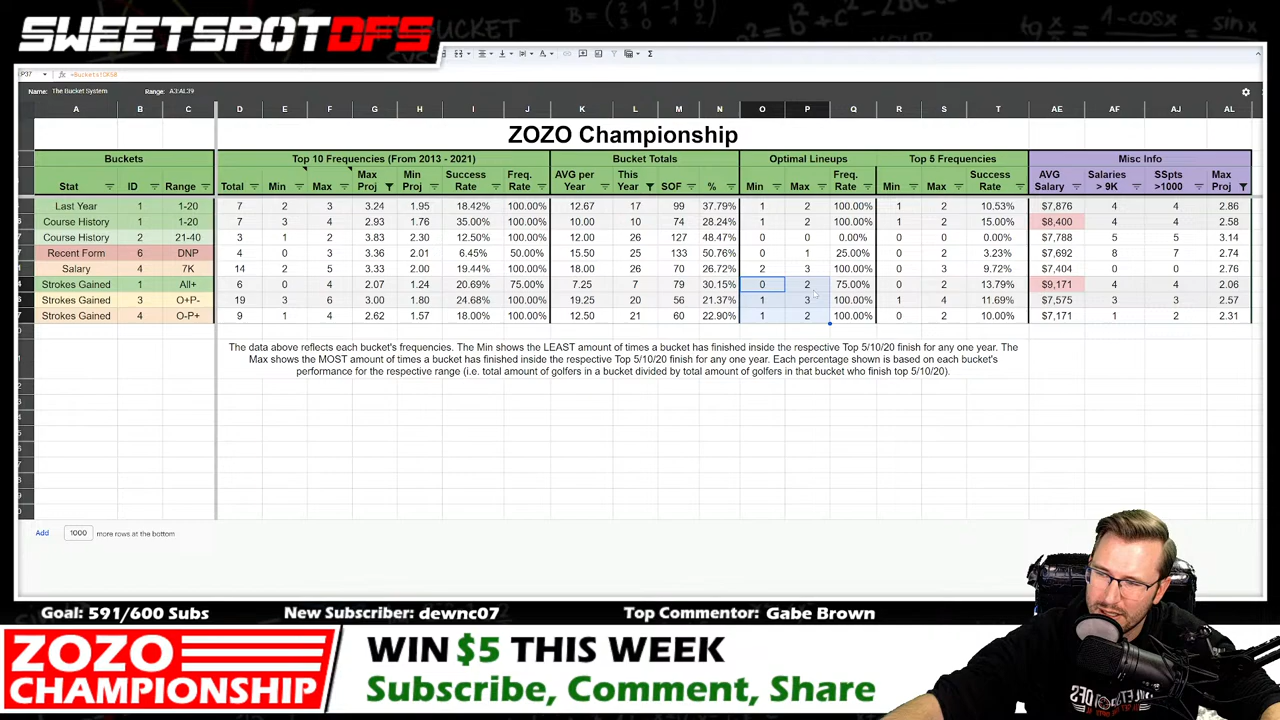 SWEETSPOTDFS
BUCKET
P37 fx =Buckets!DF58
Name: The Bucket System Range: A3:AL39
A B C D E F G H I J K L M N O P Q R S T AE AF AJ AL
ZOZO Championship
Buckets Top 10 Frequencies (From 2013 - 2021) Bucket Totals Optimal Lineups Top 5 Frequencies Misc Info
Stat ID Range Total Min Max Max Proj Min Proj Success Rate Freq. Rate AVG per Year This Year SOF % Min Max Freq. Rate Min Max Success Rate AVG Salary Salaries > 9K SSpts >1000 Max Proj
Last Year 1 1-20 7 2 3 3.24 1.95 18.42% 100.00% 12.67 17 99 37.79% 1 2 100.00% 1 2 10.53% $7,876 4 4 2.86
Course History 1 1-20 7 3 4 2.93 1.76 35.00% 100.00% 10.00 10 74 28.24% 1 2 100.00% 1 2 15.00% $8,400 4 4 2.58
Course History 2 21-40 3 1 2 3.83 2.30 12.50% 100.00% 12.00 26 127 48.47% 0 0 0.00% 0 0 0.00% $7,788 5 5 3.14
Recent Form 6 DNP 4 0 3 3.36 2.01 6.45% 50.00% 15.50 25 133 50.76% 0 1 25.00% 0 2 3.23% $7,692 8 7 2.74
Salary 4 7K 14 2 5 3.33 2.00 19.44% 100.00% 18.00 26 70 26.72% 2 3 100.00% 0 3 9.72% $7,404 0 3 2.76
Strokes Gained 1 All+ 6 0 4 2.07 1.24 20.69% 75.00% 7.25 7 79 30.15% 0 2 75.00% 0 2 13.79% $9,171 4 4 2.06
Strokes Gained 3 O+P- 19 3 6 3.00 1.80 24.68% 100.00% 19.25 20 56 21.37% 1 3 100.00% 1 4 11.69% $7,575 3 3 2.57
Strokes Gained 4 O-P+ 9 1 4 2.62 1.57 18.00% 100.00% 12.50 21 60 22.90% 1 2 100.00% 0 2 10.00% $7,171 1 2 2.31
The data above reflects each bucket's frequencies. The Min shows the LEAST amount of times a bucket has finished inside the respective Top 5/10/20 finish for any one year. The
Max shows the MOST amount of times a bucket has finished inside the respective Top 5/10/20 finish for any one year. Each percentage shown is based on each bucket's
performance for the respective range (i.e. total amount of golfers in a bucket divided by total amount of golfers in that bucket who finish top 5/10/20).
Add 1000 more rows at the bottom
Goal: 591/600 Subs New Subscriber: dewnc07 Top Commentor: Gabe Brown
ZOZO
CHAMPIONSHIP
WIN $5 THIS WEEK
Subscribe, Comment, Share